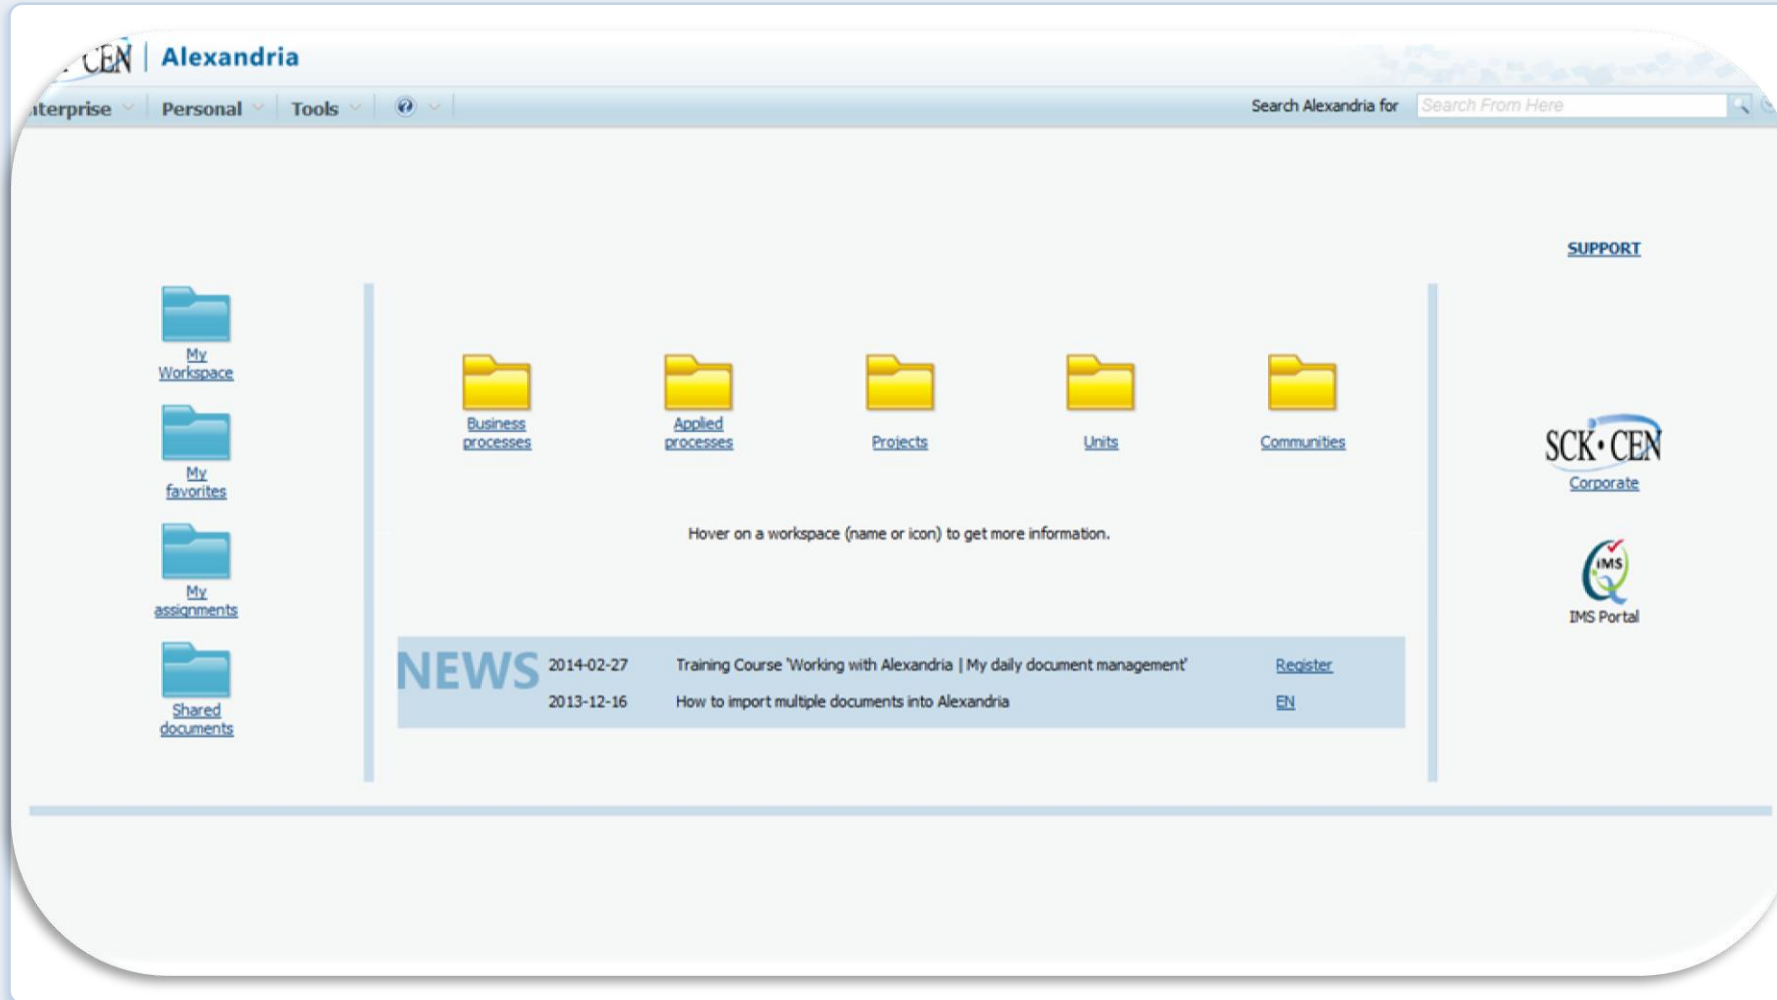 CEN | Alexandria
Enterprise Personal Tools ?
Search Alexandria for Search From Here
SUPPORT
My
Workspace
My
favorites
My
assignments
Shared
documents
Business
processes
Applied
processes
Projects
Units
Communities
Hover on a workspace (name or icon) to get more information.
NEWS
2014-02-27 Training Course 'Working with Alexandria | My daily document management' Register
2013-12-16 How to import multiple documents into Alexandria EN
SCK•CEN
Corporate
iMS
IMS Portal